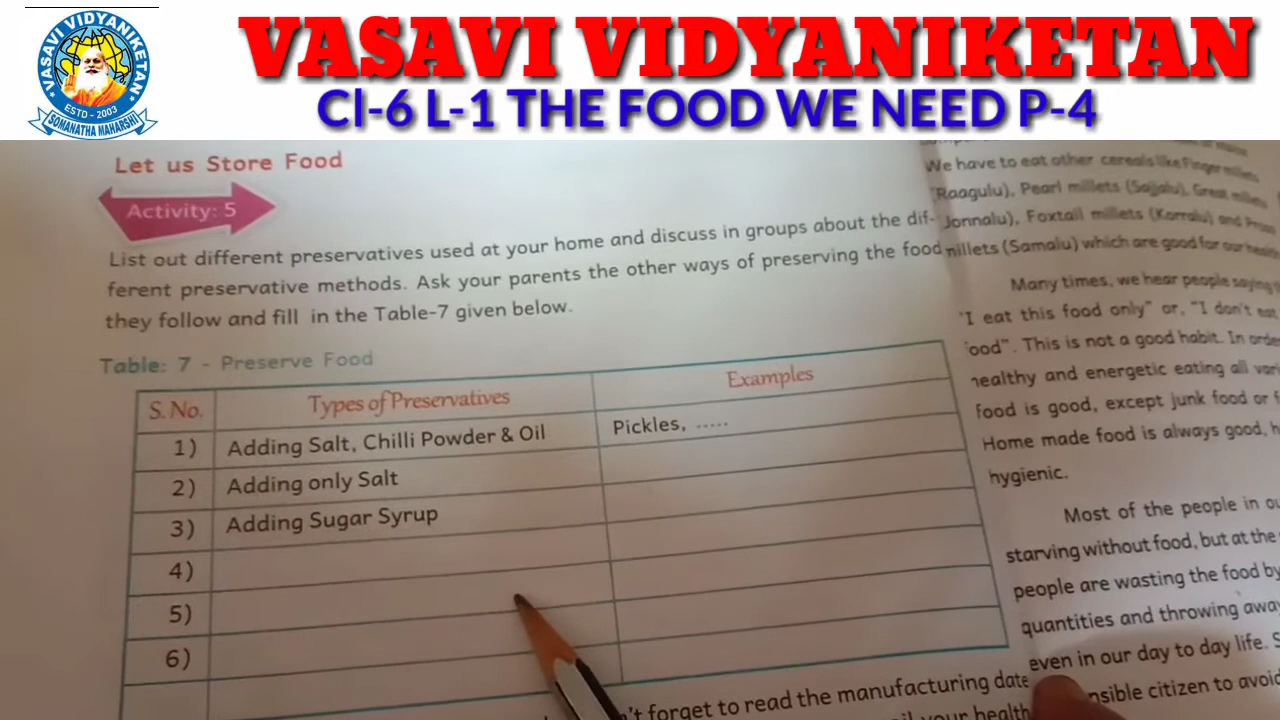 VASAVI VIDYANIKETAN
ESTD - 2003
SOMANATHA MAHARSHI
VASAVI VIDYANIKETAN
Cl-6 L-1 THE FOOD WE NEED P-4
Let us Store Food
Activity: 5
List out different preservatives used at your home and discuss in groups about the dif-
ferent preservative methods. Ask your parents the other ways of preserving the food
they follow and fill in the Table-7 given below.
Table: 7 - Preserve Food
S. No. Types of Preservatives Examples
1) Adding Salt, Chilli Powder & Oil Pickles, .....
2) Adding only Salt
3) Adding Sugar Syrup
4)
5)
6)
forget to read the manufacturing date
your health
We have to eat other cereals like Finger millets
(Raagulu), Pearl millets (Sajjalu), Great millets
Jonnalu), Foxtail millets (Korralu) and
millets (Samalu) which are good for our
Many times, we hear people saying
"I eat this food only" or, "I don't eat
food". This is not a good habit. In
healthy and energetic eating all
food is good, except junk food or
Home made food is always good,
hygienic.
Most of the people in
starving without food, but at the
people are wasting the food by
quantities and throwing away
even in our day to day life.
citizen to avoid